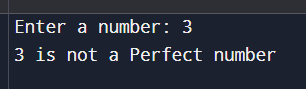 Enter a number: 3
3 is not a Perfect number